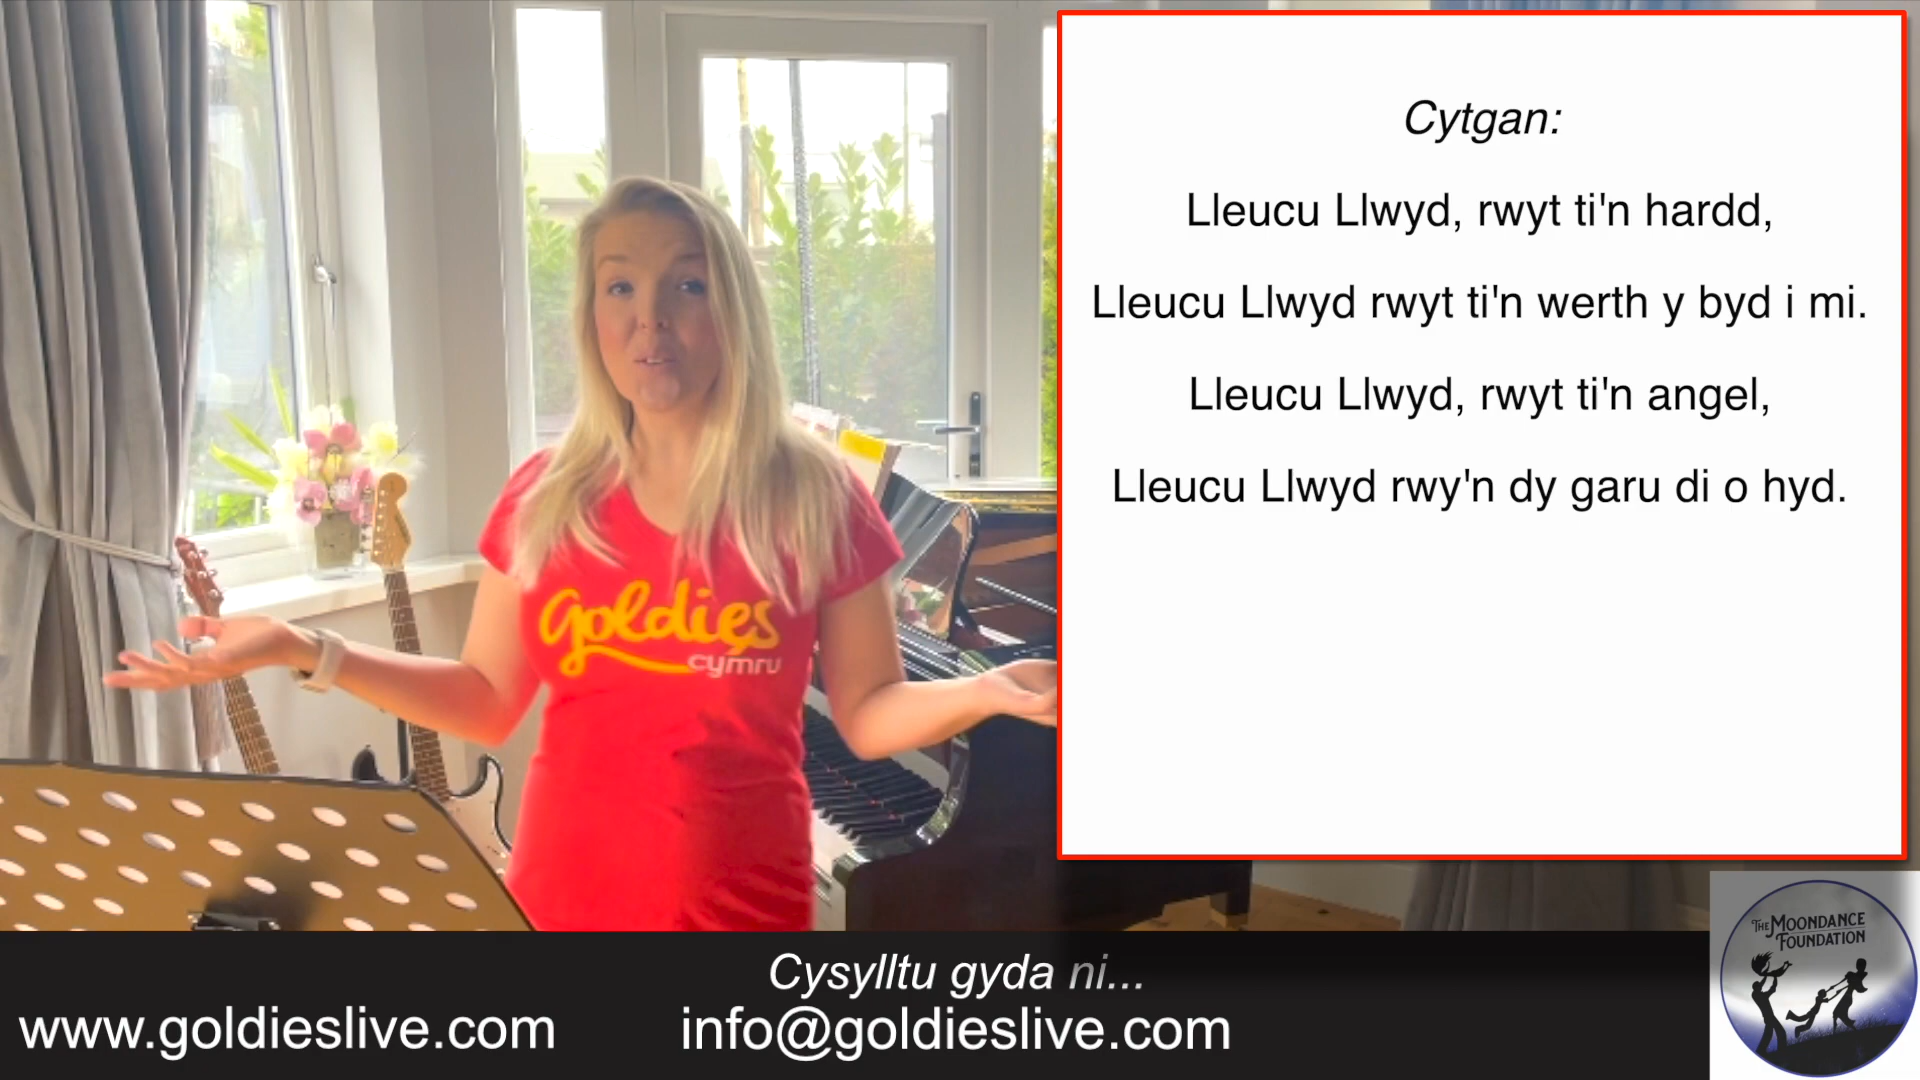 Cytgan:
Lleucu Llwyd, rwyt ti'n hardd,
Lleucu Llwyd rwyt ti'n werth y byd i mi.
Lleucu Llwyd, rwyt ti'n angel,
Lleucu Llwyd rwy'n dy garu di o hyd.
Goldies
cymru
THE MOONDANCE
FOUNDATION
Cysylltu gyda ni...
www.goldieslive.com
info@goldieslive.com